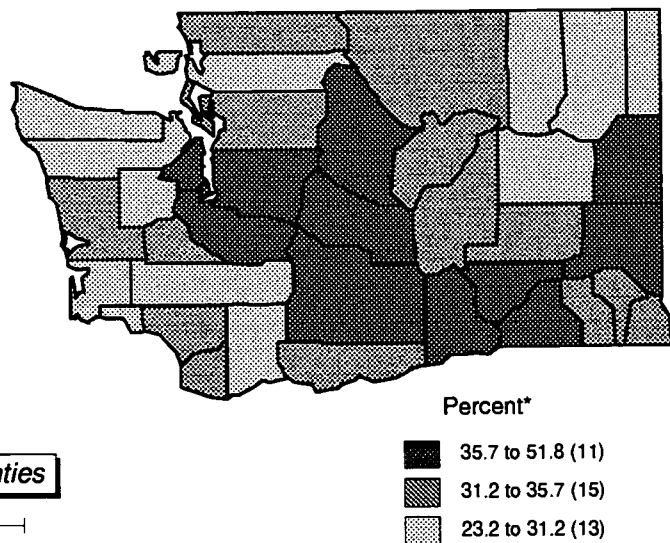 Percent*
35.7 to 51.8 (11)
31.2 to 35.7 (15)
23.2 to 31.2 (13)